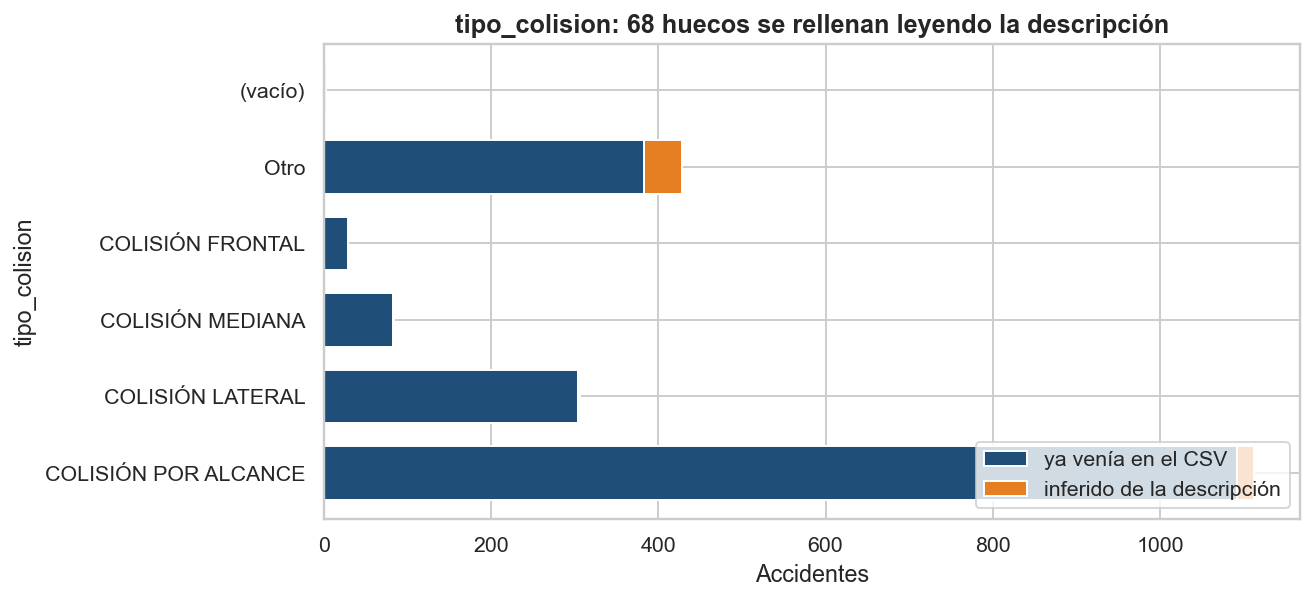 tipo_colision: 68 huecos se rellenan leyendo la descripción
(vacío)
Otro
COLISIÓN FRONTAL
COLISIÓN MEDIANA
COLISIÓN LATERAL
COLISIÓN POR ALCANCE
tipo_colision
ya venía en el CSV
inferido de la descripción
0 200 400 600 800 1000
Accidentes